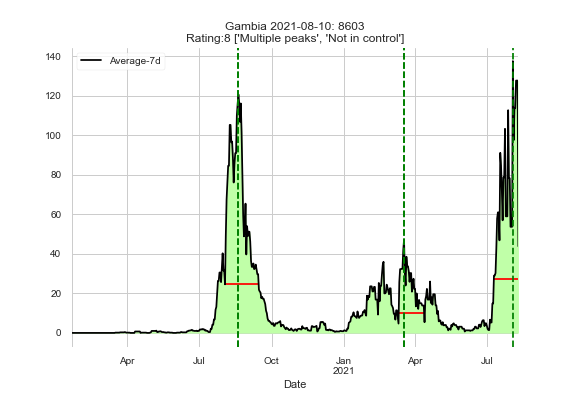 Gambia 2021-08-10: 8603
Rating:8 ['Multiple peaks', 'Not in control']
Average-7d
140
120
100
80
60
40
20
0
Apr Jul Oct Jan Apr Jul
2021
Date